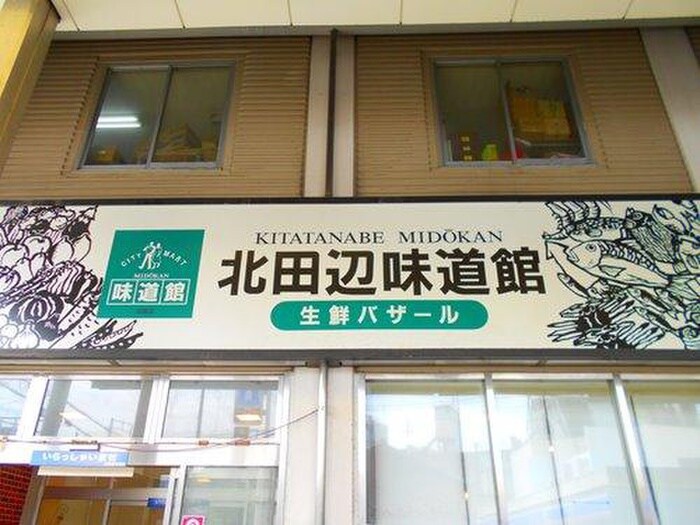 KITATANABE MIDŌKAN
北田辺味道館
生鮮バザール
CITY MART
MIDŌKAN
味道館
いらっしゃいませ